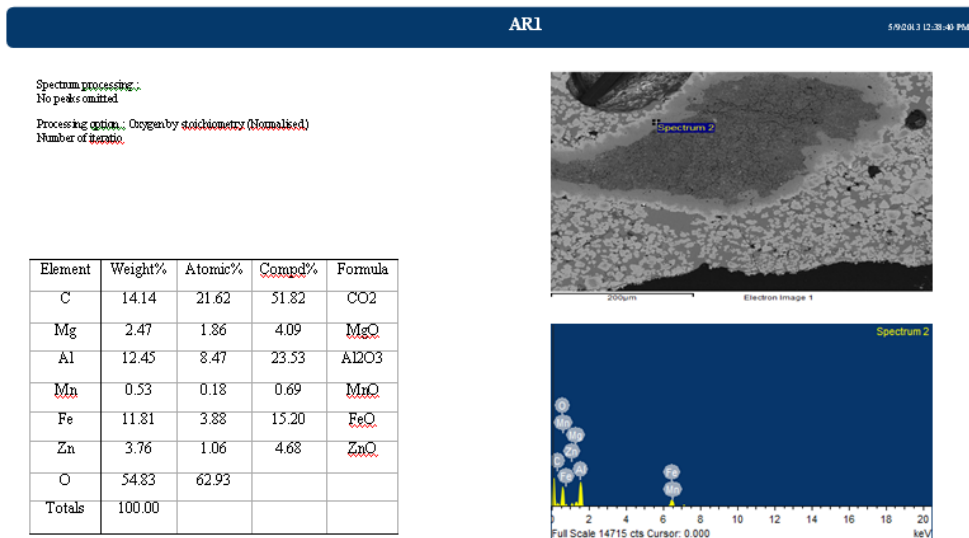 AR1
5/9/2013 12:38:40 PM
Spectrum processing :
No peaks omitted
Processing option : Oxygen by stoichiometry (Normalised)
Number of iteratio
Element Weight% Atomic% Compd% Formula
C 14.14 21.62 51.82 CO2
Mg 2.47 1.86 4.09 MgO
Al 12.45 8.47 23.53 Al2O3
Mn 0.53 0.18 0.69 MnO
Fe 11.81 3.88 15.20 FeO
Zn 3.76 1.06 4.68 ZnO
O 54.83 62.93
Totals 100.00
Spectrum 2
200µm Electron Image 1
Spectrum 2
O
Mn
Mg
Zn
C
Fe
Al
Fe
Mn
0 2 4 6 8 10 12 14 16 18 20
Full Scale 14715 cts Cursor: 0.000 keV